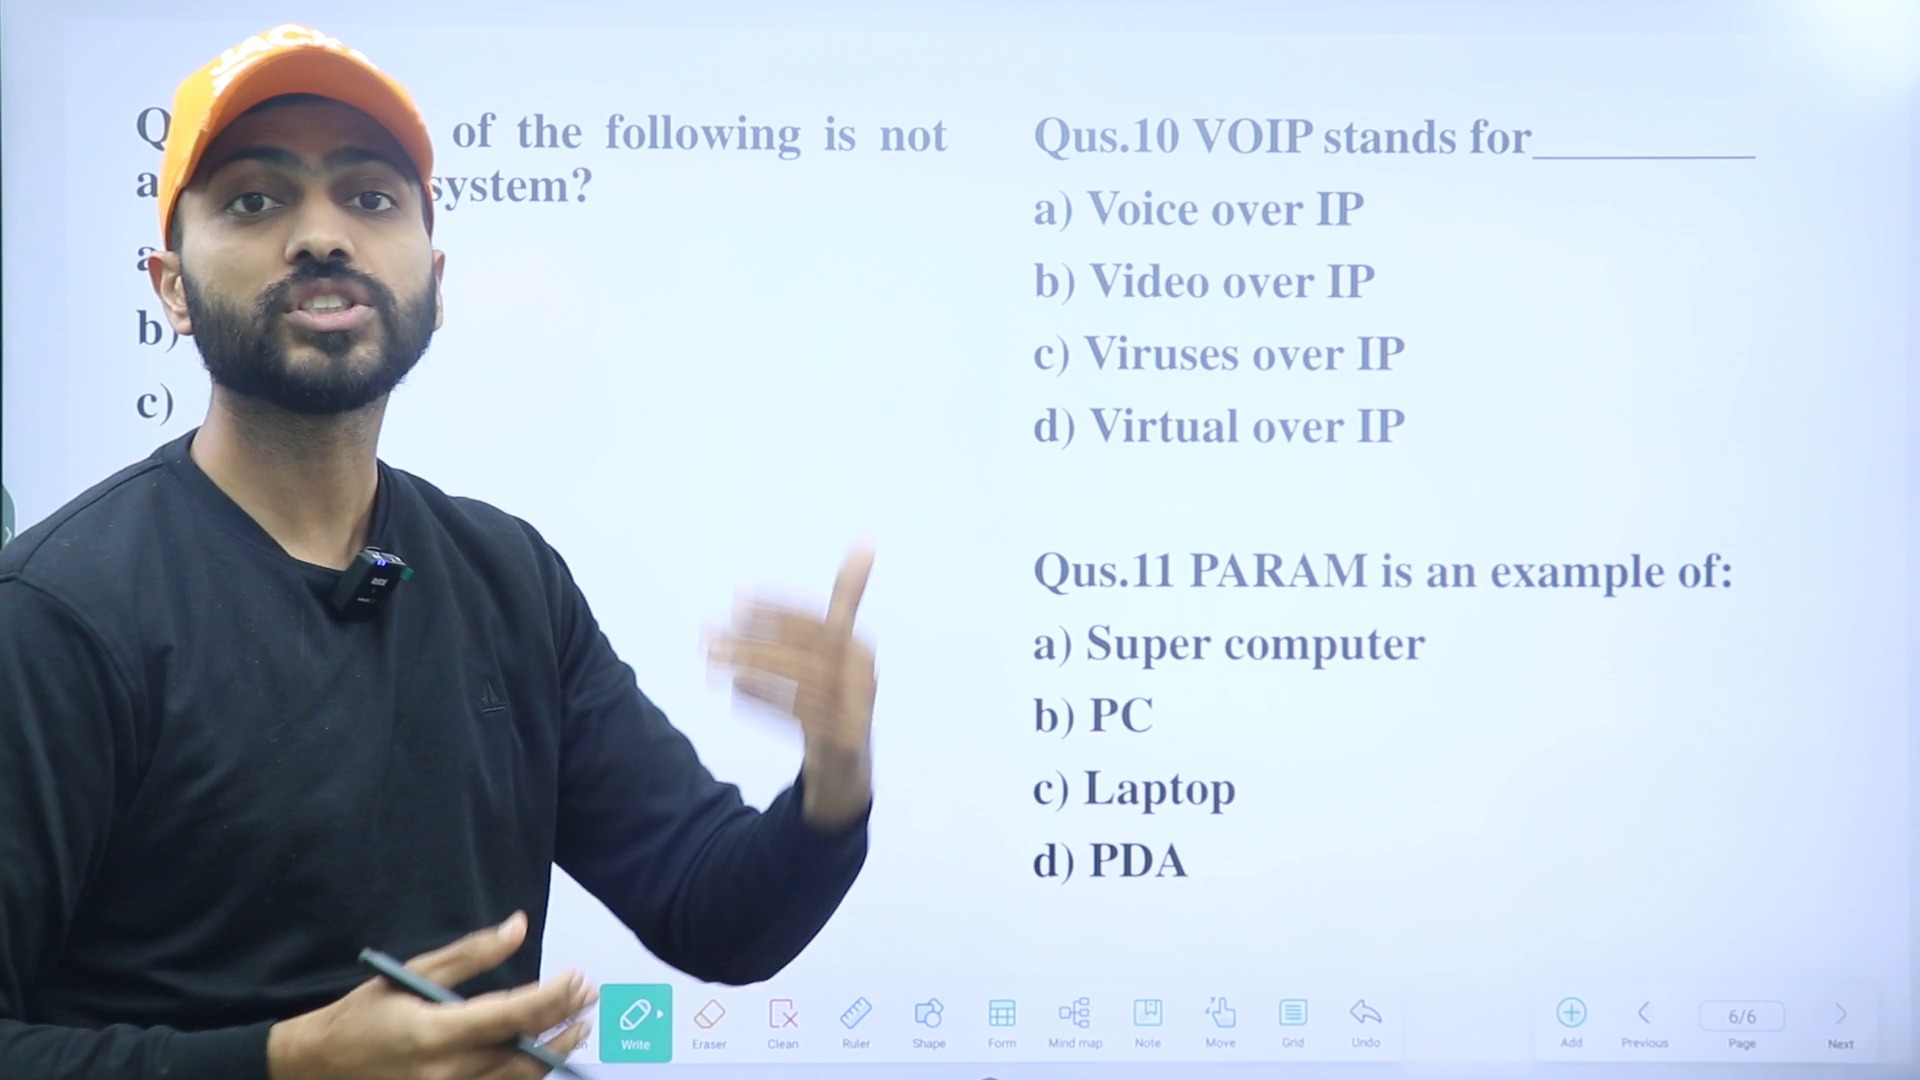 of the following is not
system?
b)
c)
Qus.10 VOIP stands for__________
a) Voice over IP
b) Video over IP
c) Viruses over IP
d) Virtual over IP
Qus.11 PARAM is an example of:
a) Super computer
b) PC
c) Laptop
d) PDA
Write
Eraser
Clean
Ruler
Shape
Form
Mind map
Note
Move
Grid
Undo
Add
Previous
6/6
Page
Next